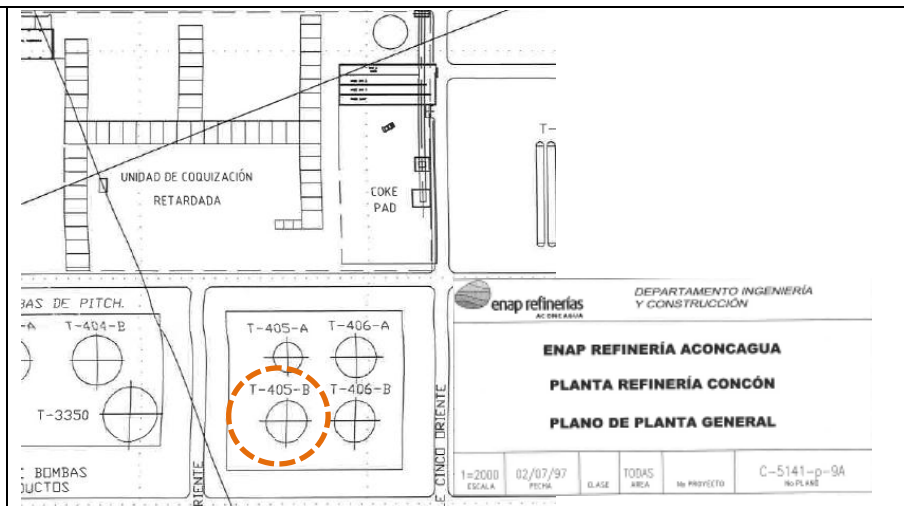 UNIDAD DE COQUIZACIÓN
RETARDADA
COKE
PAD
T-
BAS DE PITCH.
-A
T-404-B
T-3350
E BOMBAS
DUCTOS
RIENTE
T-405-A
T-406-A
T-405-B
T-406-B
E CINCO ORIENTE
enap refinerías
ACONCAGUA
DEPARTAMENTO INGENIERÍA
Y CONSTRUCCIÓN
ENAP REFINERÍA ACONCAGUA
PLANTA REFINERÍA CONCÓN
PLANO DE PLANTA GENERAL
1=2000
ESCALA
02/07/97
FECHA
CLASE
TODAS
AREA
No PROYECTO
C-5141-p-9A
No PLANO